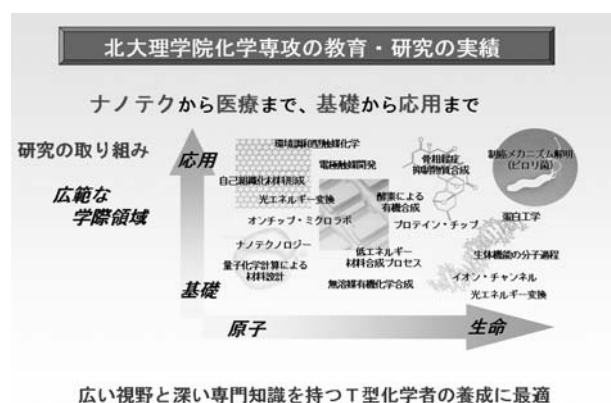 北大理学院化学専攻の教育・研究の実績
ナノテクから医療まで、基礎から応用まで
研究の取り組み
広範な
学際領域
応用
環境調和型触媒化学
電極触媒開発
骨粗鬆症
抑制物質合成
制癌メカニズム解明
(ピロリ菌)
自己組織化材料形成
光エネルギー変換
酵素による
有機合成
オンチップ・ミクロラボ
プロテイン・チップ
蛋白工学
ナノテクノロジー
低エネルギー
材料合成プロセス
生体機能の分子過程
量子化学計算による
材料設計
無溶媒有機化学合成
イオン・チャンネル
光エネルギー変換
基礎
原子
生命
広い視野と深い専門知識を持つT型化学者の養成に最適